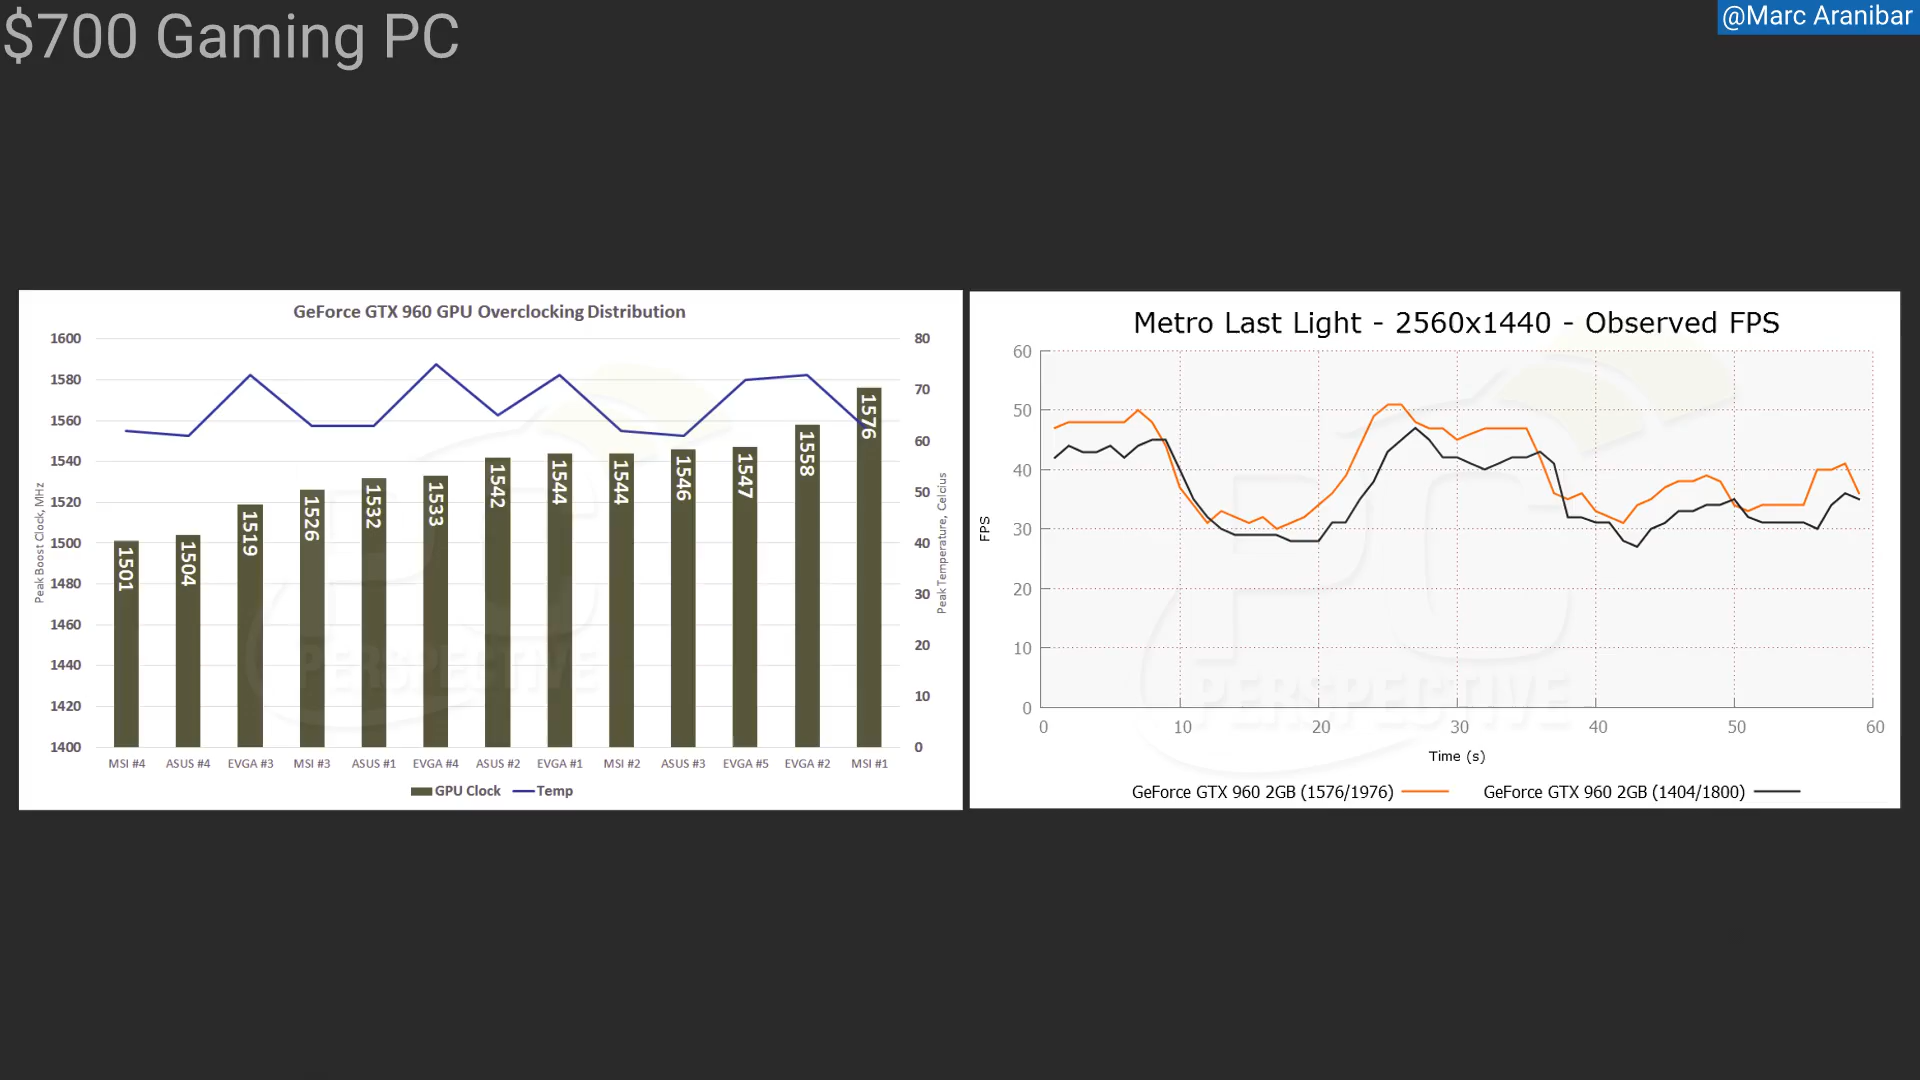 $700 Gaming PC
@Marc Aranibar
GeForce GTX 960 GPU Overclocking Distribution
1600
1580
1560
1540
1520
1500
1480
1460
1440
1420
1400
Peak Boost Clock, MHz
1501
1504
1519
1526
1532
1533
1542
1544
1544
1546
1547
1558
1576
80
70
60
50
40
30
20
10
0
Peak Temperature, Celcius
MSI #4 ASUS #4 EVGA #3 MSI #3 ASUS #1 EVGA #4 ASUS #2 EVGA #1 MSI #2 ASUS #3 EVGA #5 EVGA #2 MSI #1
GPU Clock Temp
PC
PERSPECTIVE
Metro Last Light - 2560x1440 - Observed FPS
60
50
40
30
20
10
0
FPS
0 10 20 30 40 50 60
Time (s)
GeForce GTX 960 2GB (1576/1976) GeForce GTX 960 2GB (1404/1800)
PC
PERSPECTIVE